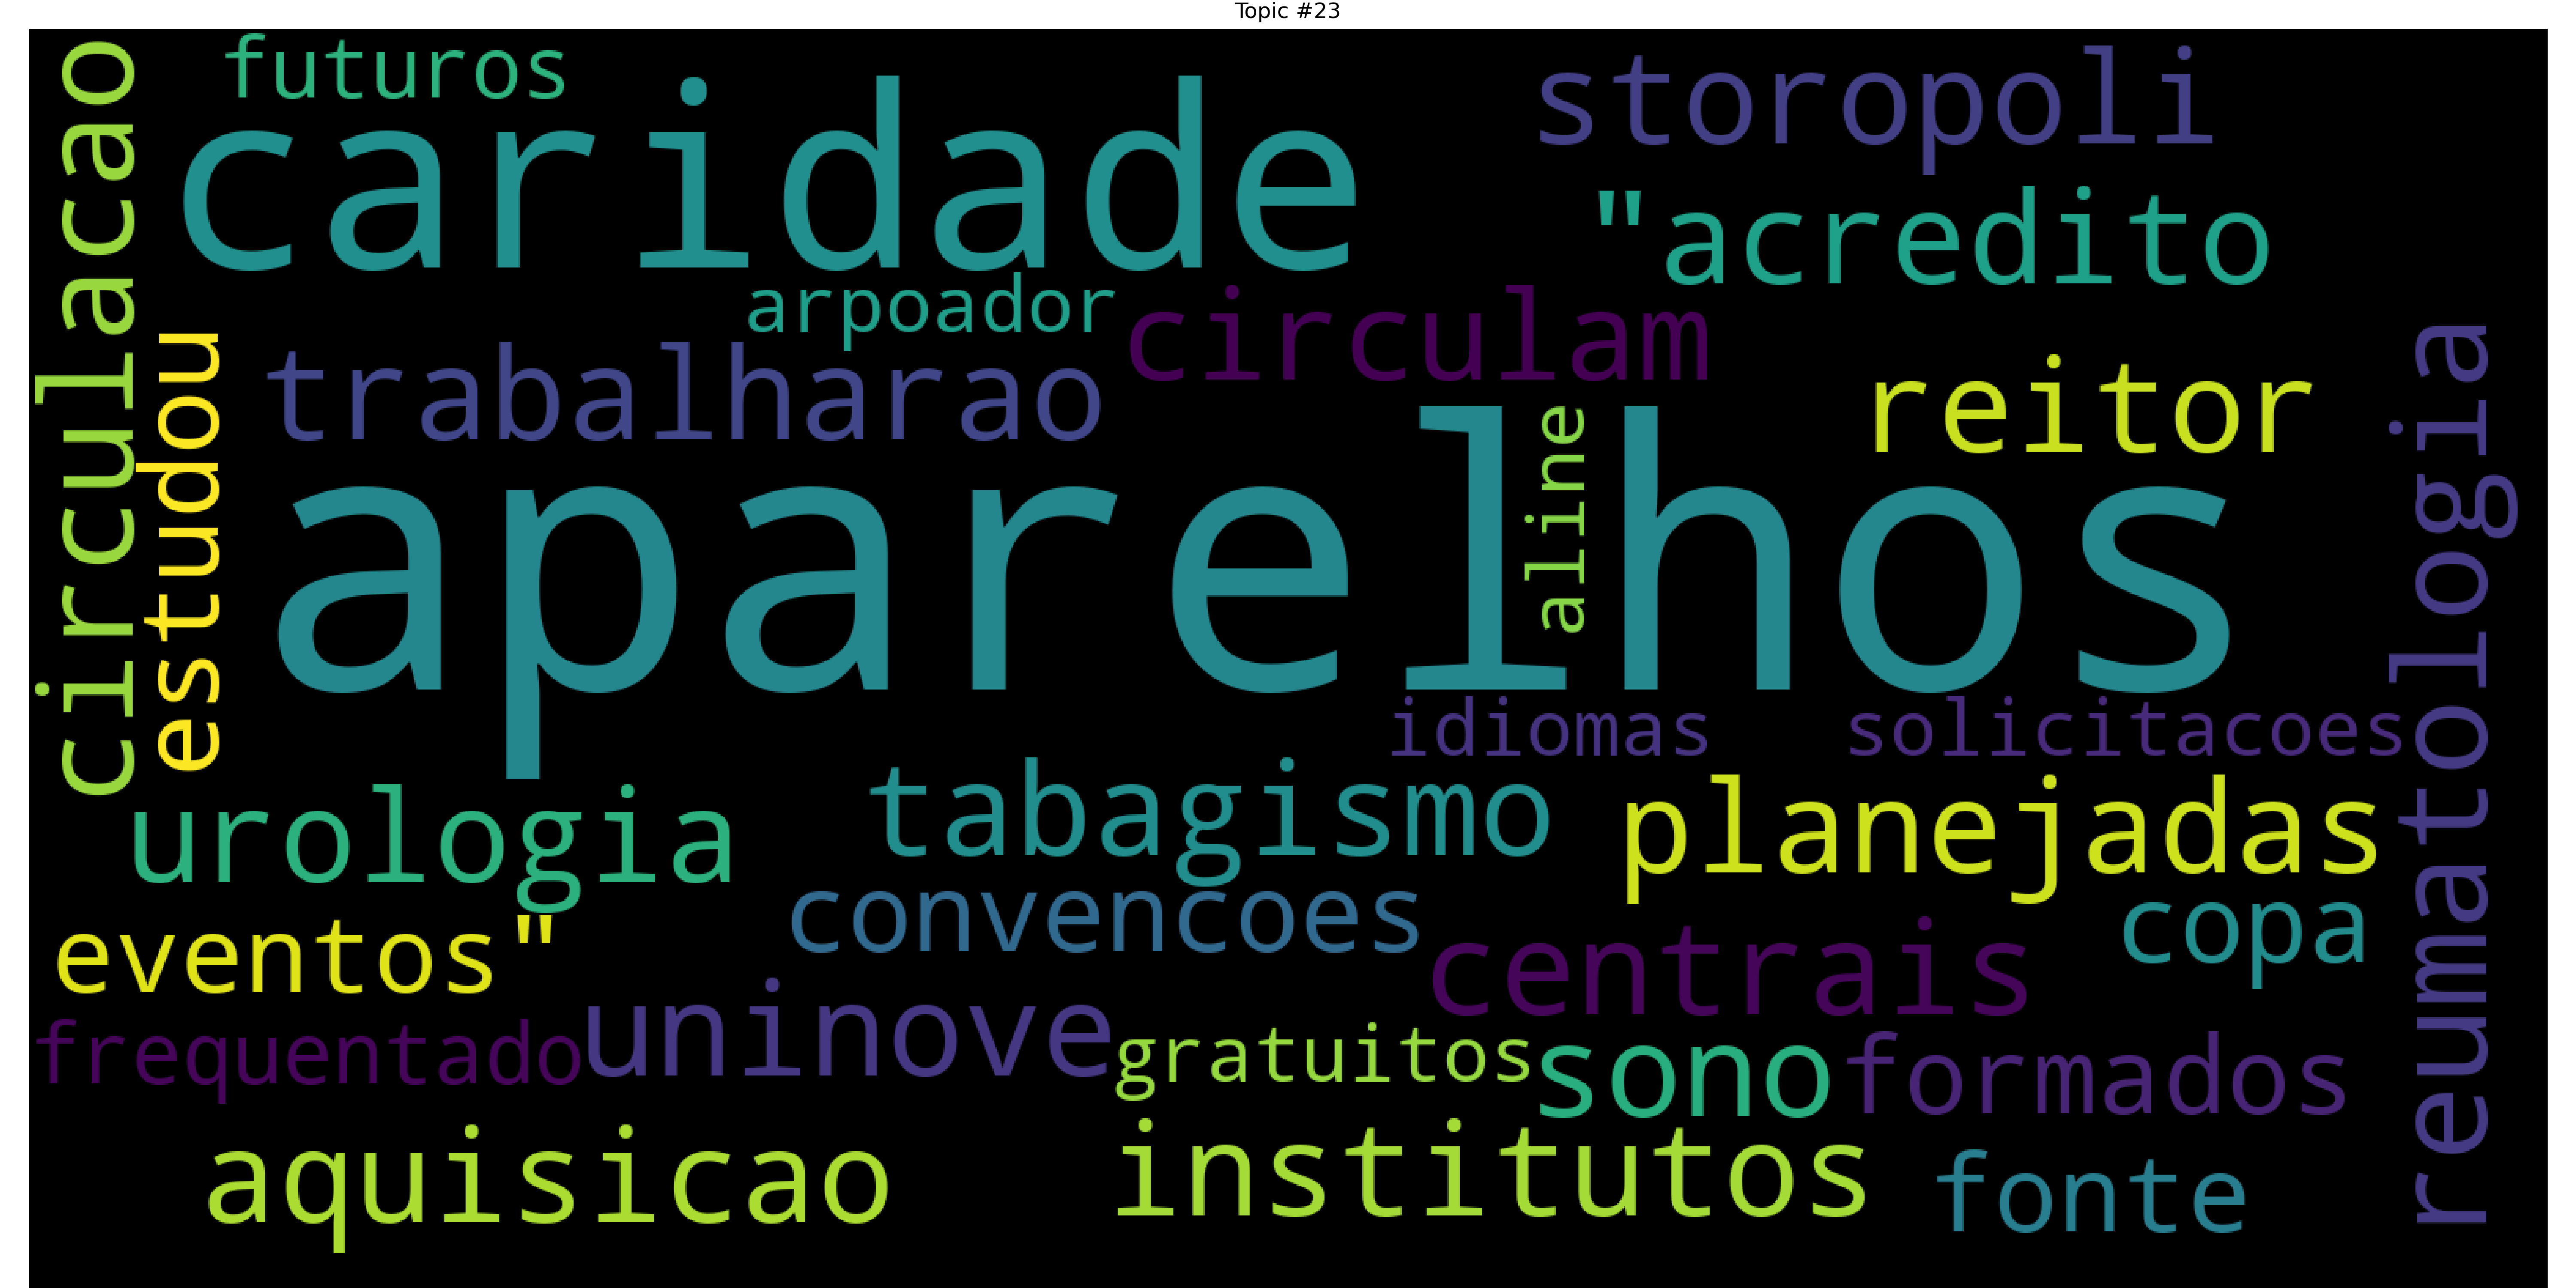 Topic #23
futuros
caridade
storopoli
"acredito
circulacao
arpoador
circulam
estudou
trabalharao
aline
reitor
reumatologia
aparelhos
idiomas
solicitacoes
urologia
tabagismo
planejadas
convencoes
copa
eventos"
centrais
uninove
frequentado
gratuitos
sono
formados
aquisicao
institutos
fonte